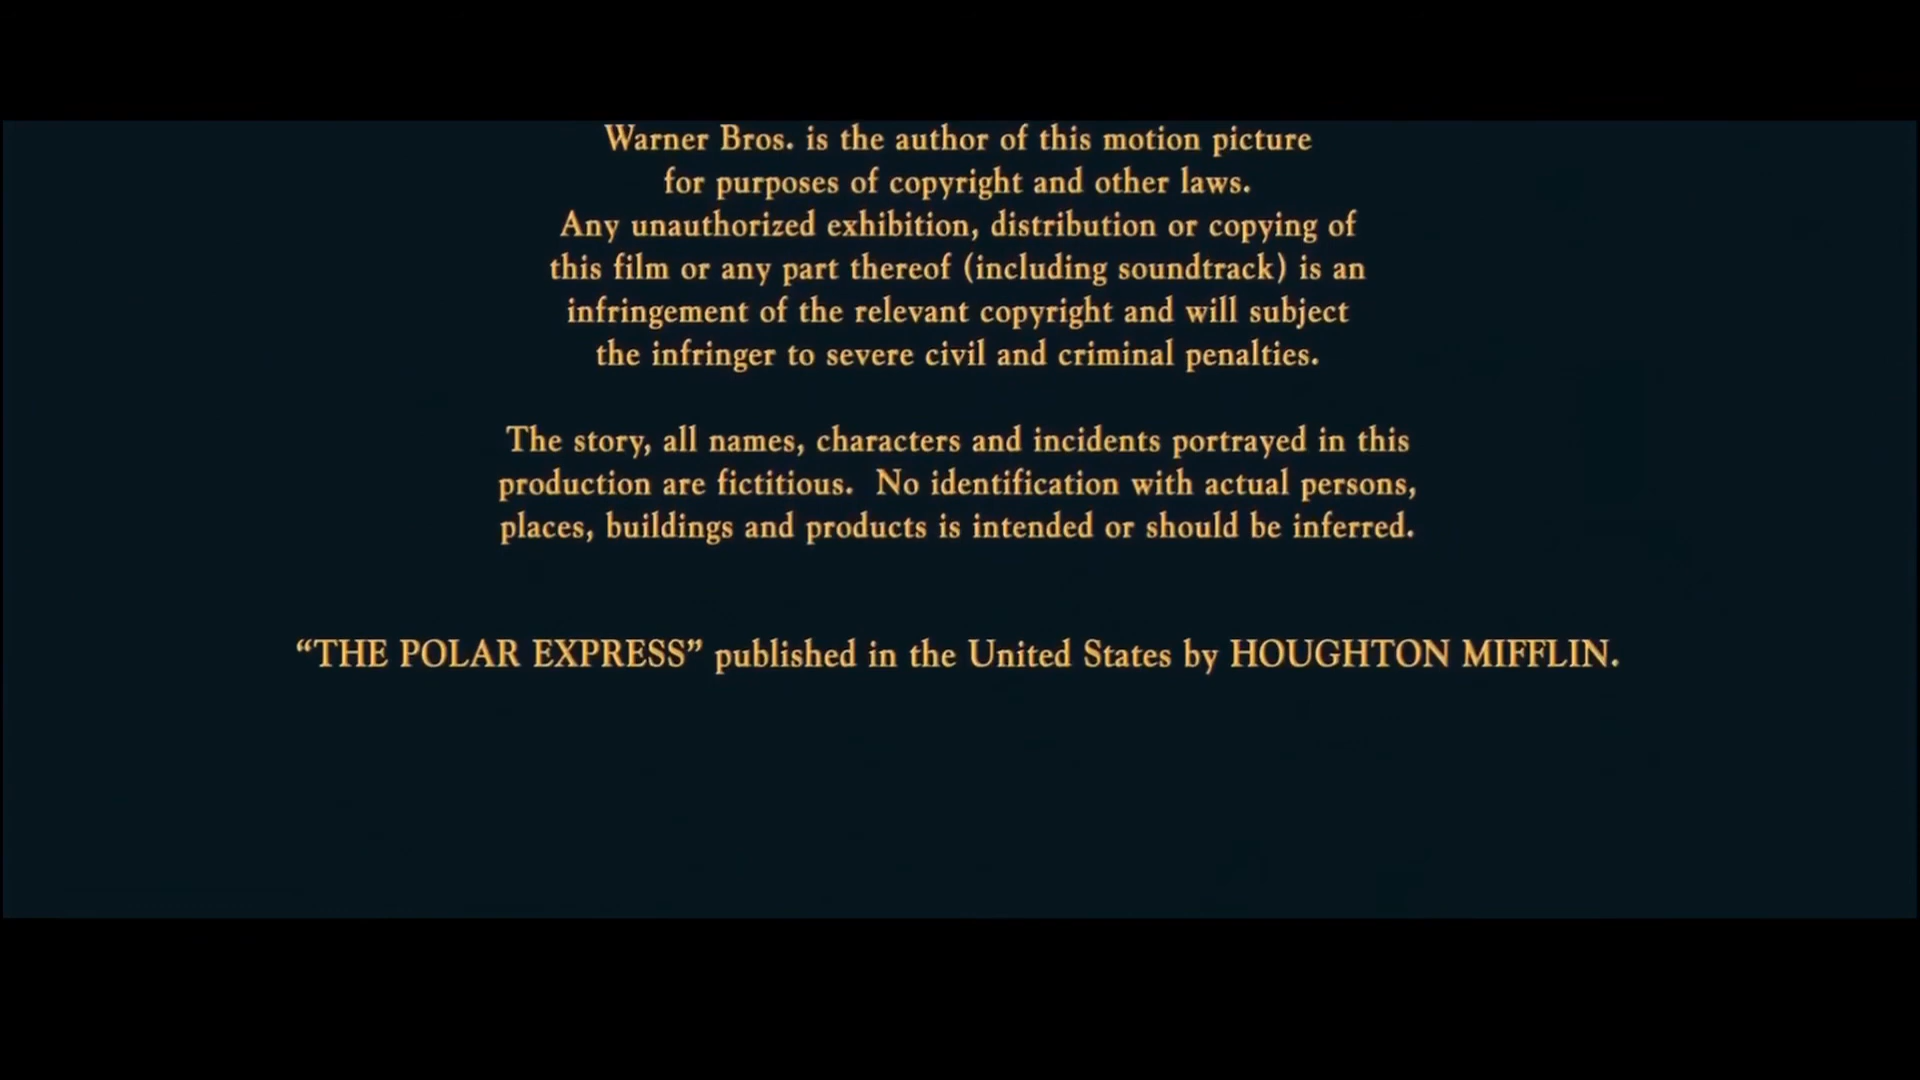 Warner Bros. is the author of this motion picture
for purposes of copyright and other laws.
Any unauthorized exhibition, distribution or copying of
this film or any part thereof (including soundtrack) is an
infringement of the relevant copyright and will subject
the infringer to severe civil and criminal penalties.
The story, all names, characters and incidents portrayed in this
production are fictitious.  No identification with actual persons,
places, buildings and products is intended or should be inferred.
“THE POLAR EXPRESS” published in the United States by HOUGHTON MIFFLIN.